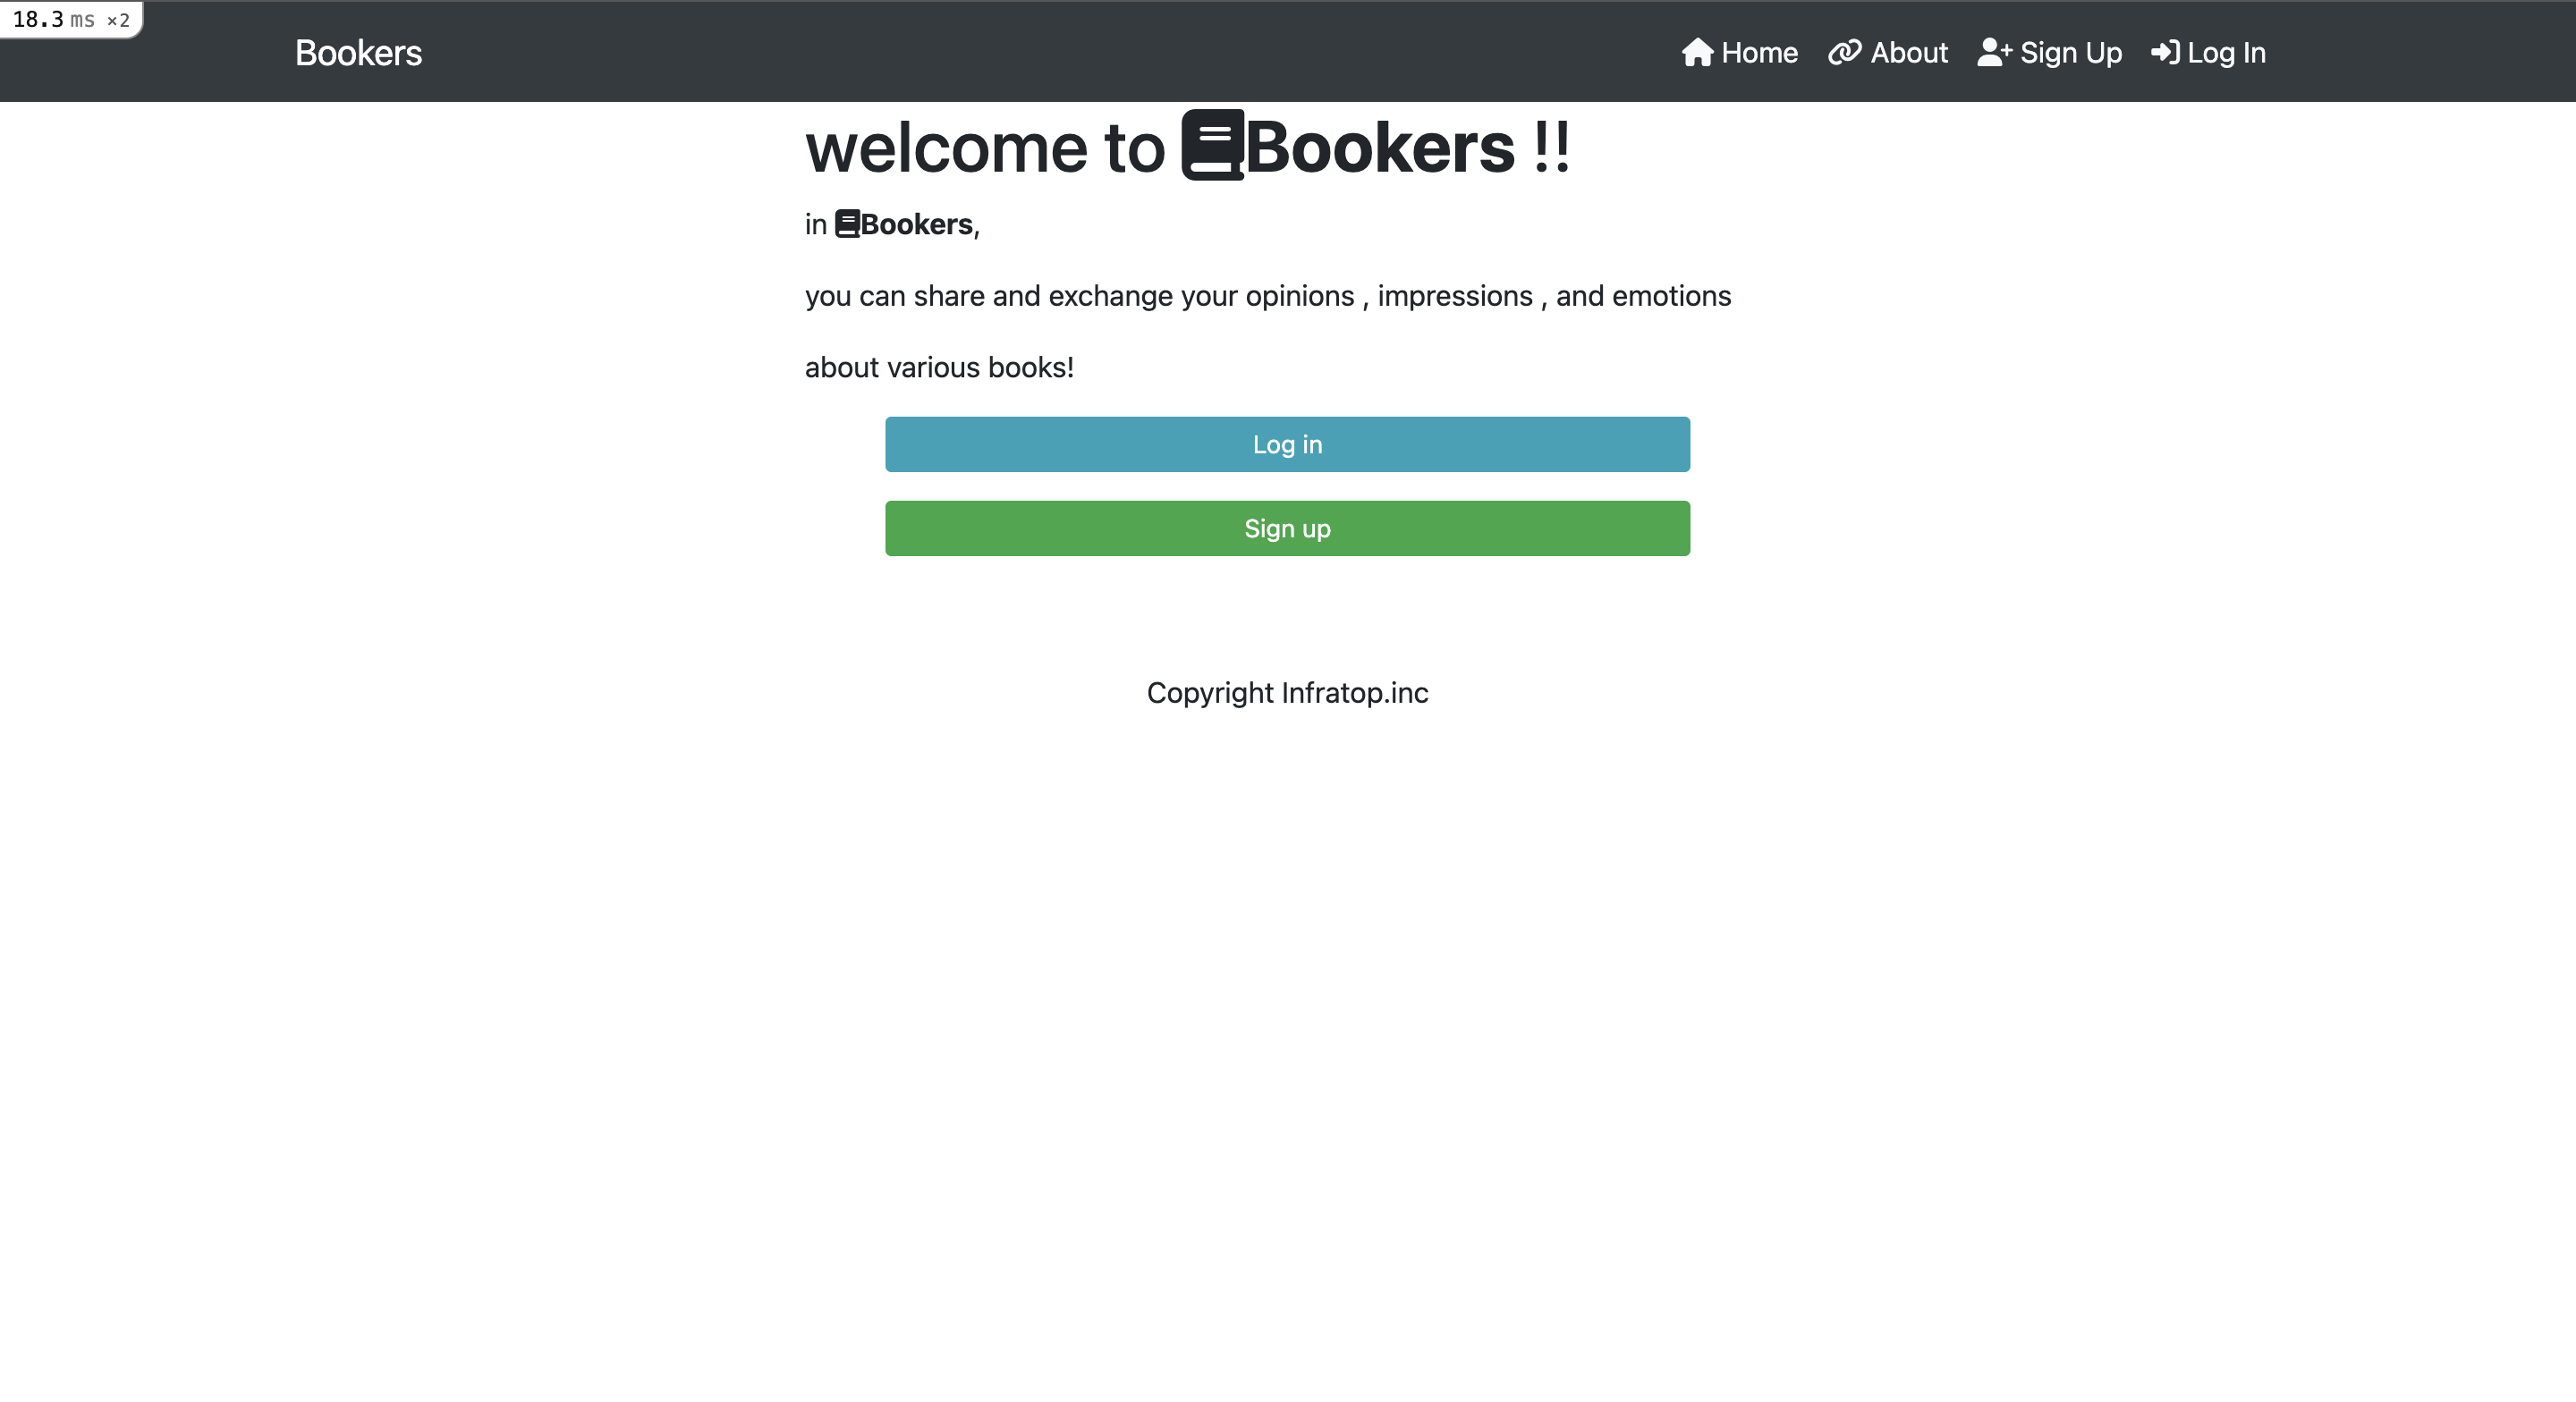 18.3 ms ×2
Bookers Home About Sign Up Log In
welcome to Bookers !!
in Bookers,
you can share and exchange your opinions , impressions , and emotions
about various books!
Log in
Sign up
Copyright Infratop.inc